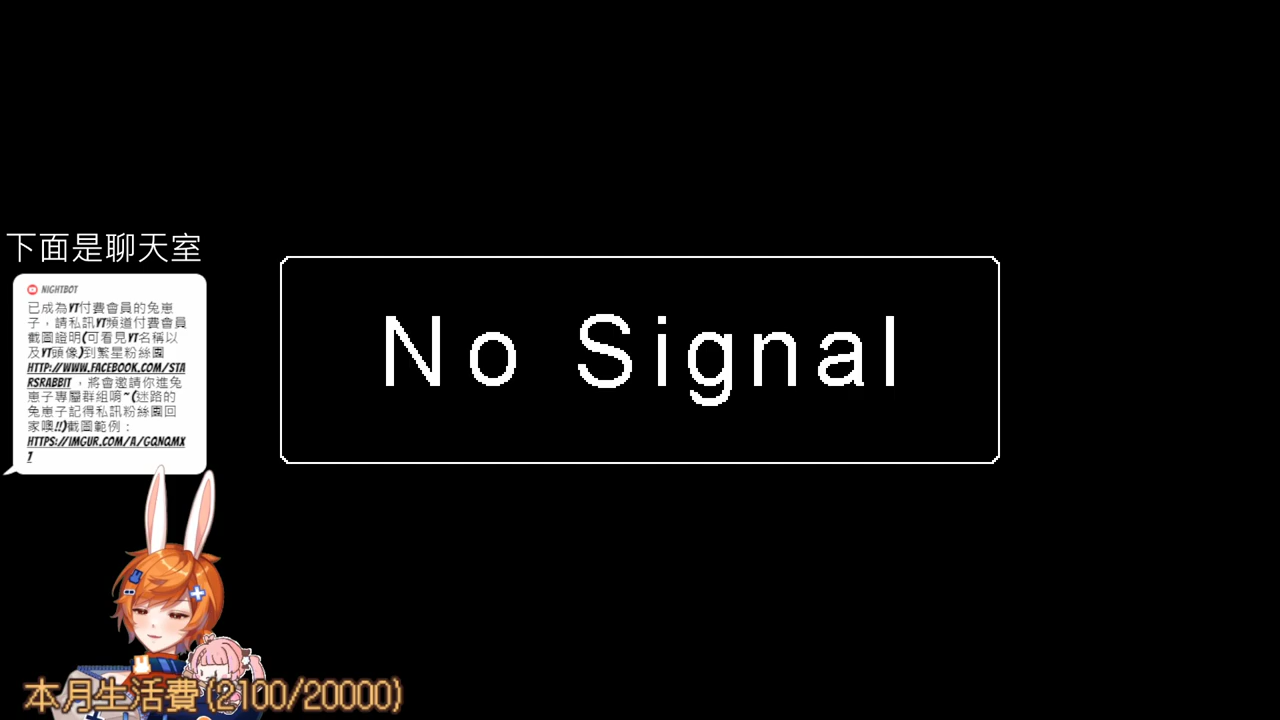 下面是聊天室
NIGHTBOT
已成為YT付費會員的兔崽
子，請私訊YT頻道付費會員
截圖證明(可看見YT名稱以
及YT頭像)到繁星粉絲團
HTTP://WWW.FACEBOOK.COM/STA
RSRABBIT ，將會邀請你進兔
崽子專屬群組唷~(迷路的
兔崽子記得私訊粉絲團回
家噢!!)截圖範例：
HTTPS://IMGUR.COM/A/GQNQMX
1
No Signal
本月生活費(2100/20000)